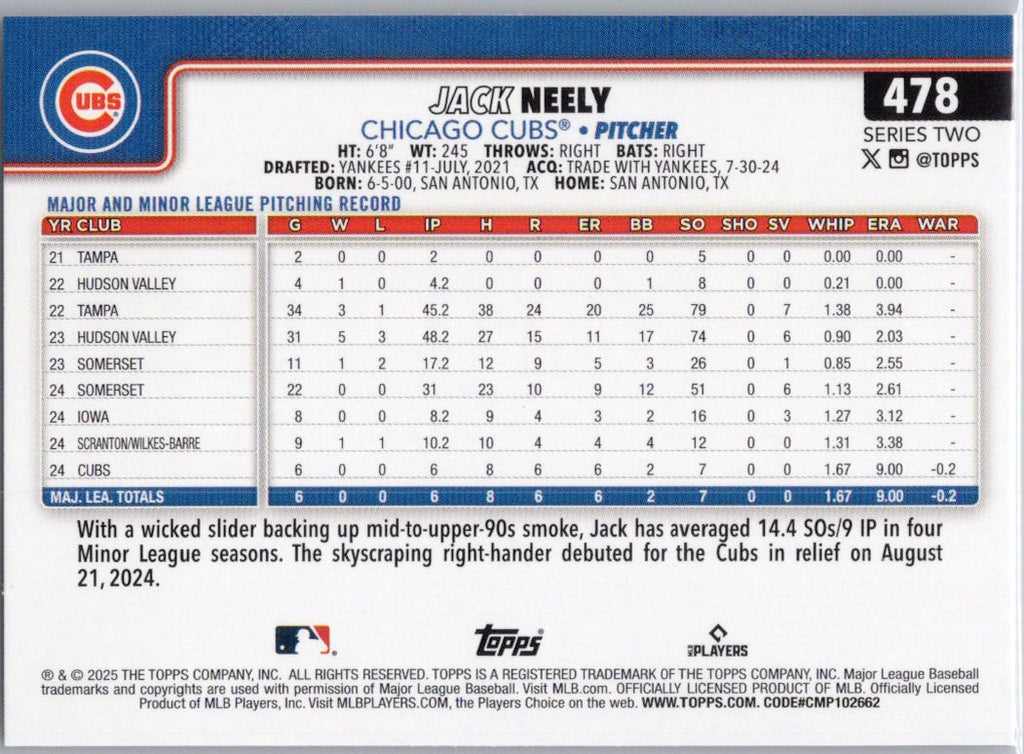 CUBS
JACK NEELY
478
CHICAGO CUBS® • PITCHER
SERIES TWO
HT: 6'8" WT: 245 THROWS: RIGHT BATS: RIGHT
@TOPPS
DRAFTED: YANKEES #11-JULY, 2021 ACQ: TRADE WITH YANKEES, 7-30-24
BORN: 6-5-00, SAN ANTONIO, TX HOME: SAN ANTONIO, TX
MAJOR AND MINOR LEAGUE PITCHING RECORD
YR CLUB G W L IP H R ER BB SO SHO SV WHIP ERA WAR
21 TAMPA 2 0 0 2 0 0 0 0 5 0 0 0.00 0.00 -
22 HUDSON VALLEY 4 1 0 4.2 0 0 0 1 8 0 0 0.21 0.00 -
22 TAMPA 34 3 1 45.2 38 24 20 25 79 0 7 1.38 3.94 -
23 HUDSON VALLEY 31 5 3 48.2 27 15 11 17 74 0 6 0.90 2.03 -
23 SOMERSET 11 1 2 17.2 12 9 5 3 26 0 1 0.85 2.55 -
24 SOMERSET 22 0 0 31 23 10 9 12 51 0 6 1.13 2.61 -
24 IOWA 8 0 0 8.2 9 4 3 2 16 0 3 1.27 3.12 -
24 SCRANTON/WILKES-BARRE 9 1 1 10.2 10 4 4 4 12 0 0 1.31 3.38 -
24 CUBS 6 0 0 6 8 6 6 2 7 0 0 1.67 9.00 -0.2
MAJ. LEA. TOTALS 6 0 0 6 8 6 6 2 7 0 0 1.67 9.00 -0.2
With a wicked slider backing up mid-to-upper-90s smoke, Jack has averaged 14.4 SOs/9 IP in four
Minor League seasons. The skyscraping right-hander debuted for the Cubs in relief on August
21, 2024.
Topps® MLB PLAYERS
® & © 2025 THE TOPPS COMPANY, INC. ALL RIGHTS RESERVED. TOPPS IS A REGISTERED TRADEMARK OF THE TOPPS COMPANY, INC. Major League Baseball
trademarks and copyrights are used with permission of Major League Baseball. Visit MLB.com. OFFICIALLY LICENSED PRODUCT OF MLB. Officially Licensed
Product of MLB Players, Inc. Visit MLBPLAYERS.COM, the Players Choice on the web. WWW.TOPPS.COM. CODE#CMP102662